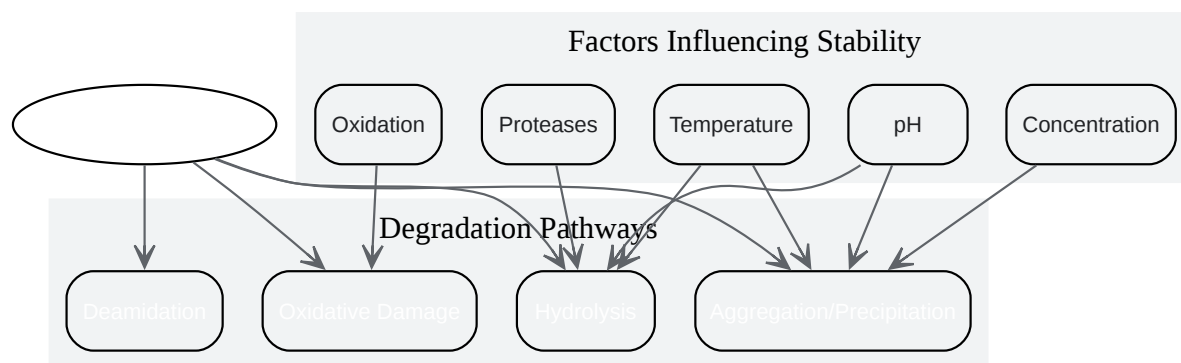 Factors Influencing Stability
Oxidation
Proteases
Temperature
pH
Concentration
Degradation Pathways
Deamidation
Oxidative Damage
Hydrolysis
Aggregation/Precipitation